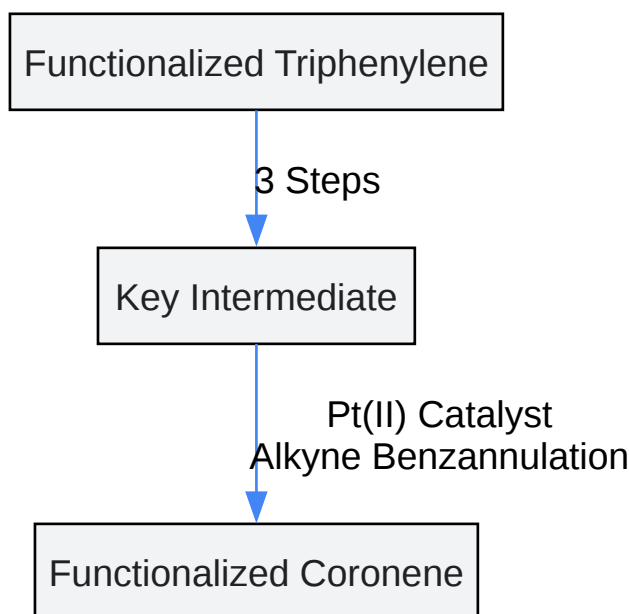 Functionalized Triphenylene
3 Steps
Key Intermediate
Pt(II) Catalyst
Alkyne Benzannulation
Functionalized Coronene